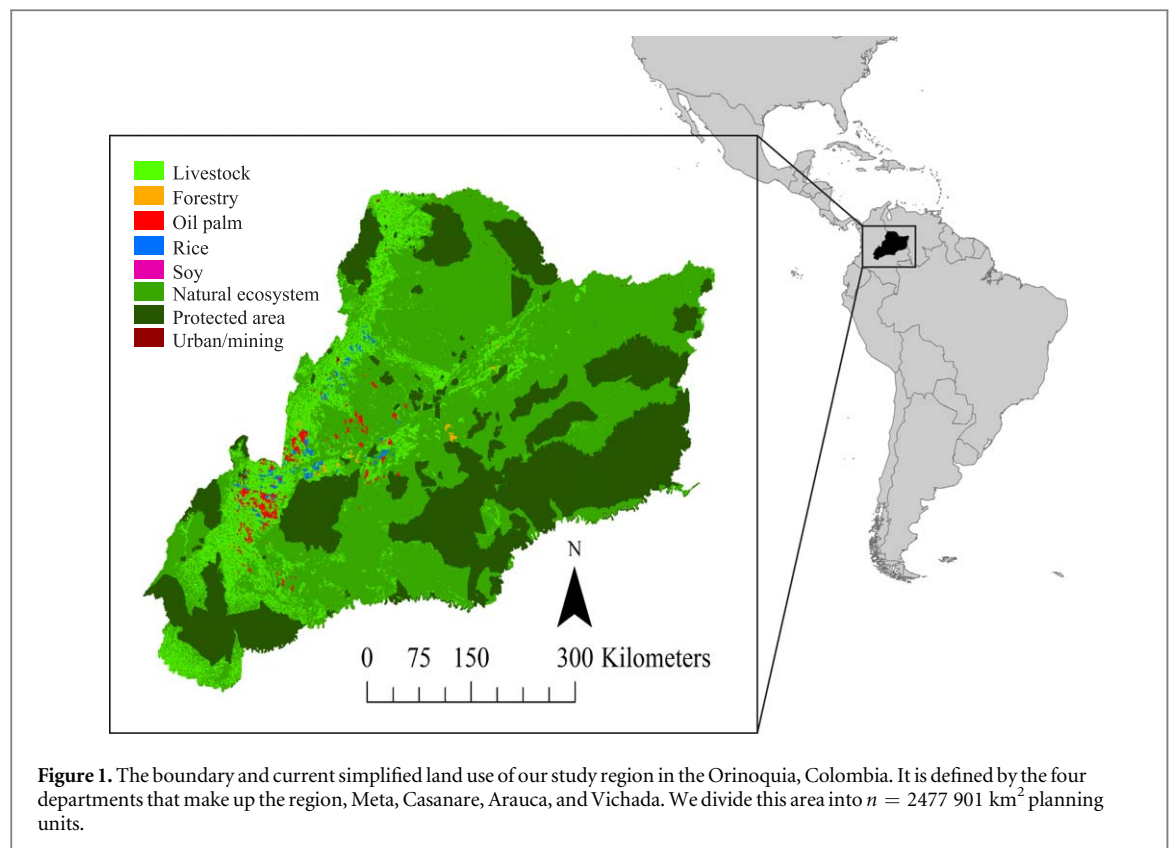 Livestock
Forestry
Oil palm
Rice
Soy
Natural ecosystem
Protected area
Urban/mining
N
0 75 150 300 Kilometers
Figure 1. The boundary and current simplified land use of our study region in the Orinoquia, Colombia. It is defined by the four
departments that make up the region, Meta, Casanare, Arauca, and Vichada. We divide this area into n = 2477 901 km² planning
units.